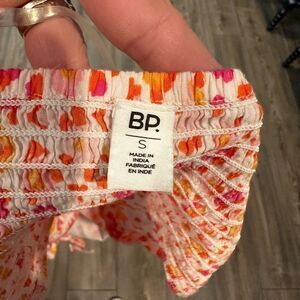 BP.
S
MADE IN
INDIA
FABRIQUÉ
EN INDE